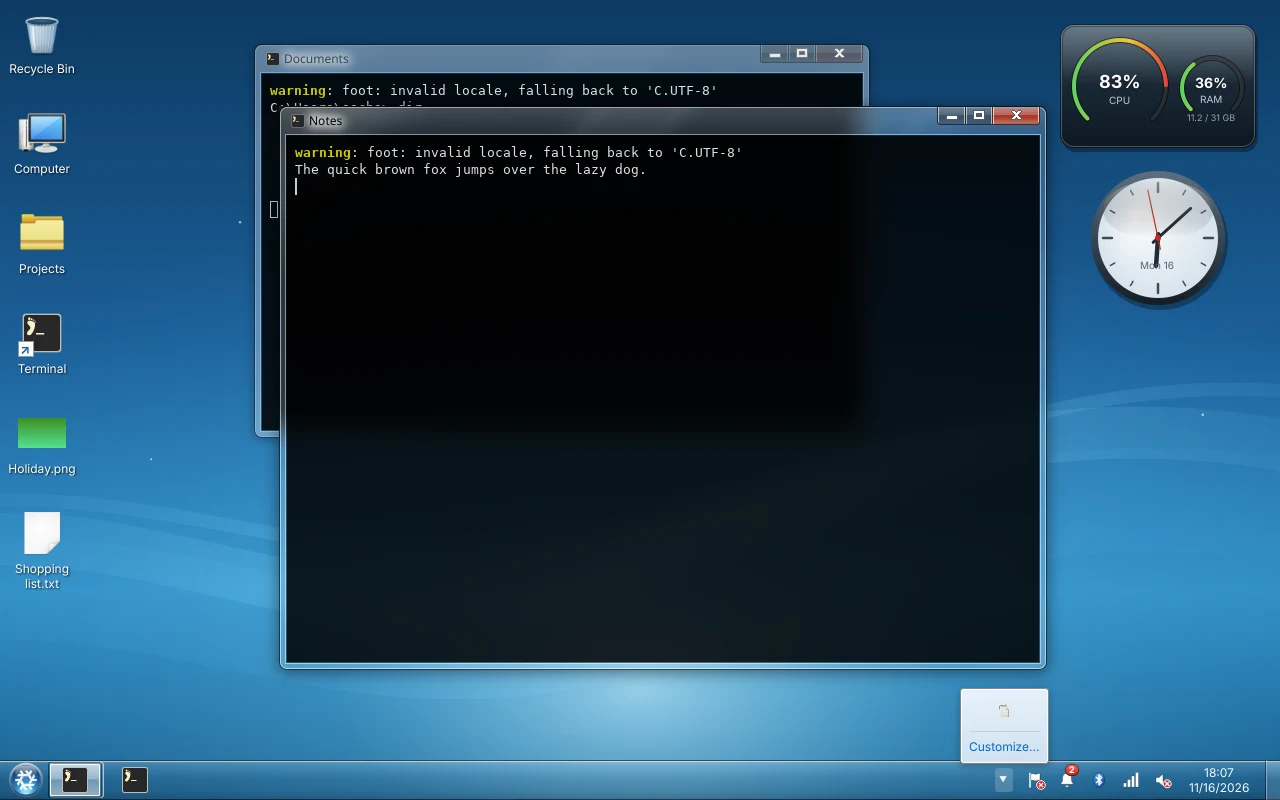 Recycle Bin
Computer
Projects
Terminal
Holiday.png
Shopping
list.txt
Documents
warning: foot: invalid locale, falling back to 'C.UTF-8'
Notes
warning: foot: invalid locale, falling back to 'C.UTF-8'
The quick brown fox jumps over the lazy dog.
83%
CPU
36%
RAM
11.2 / 31 GB
Mon 16
Customize...
2
18:07
11/16/2026